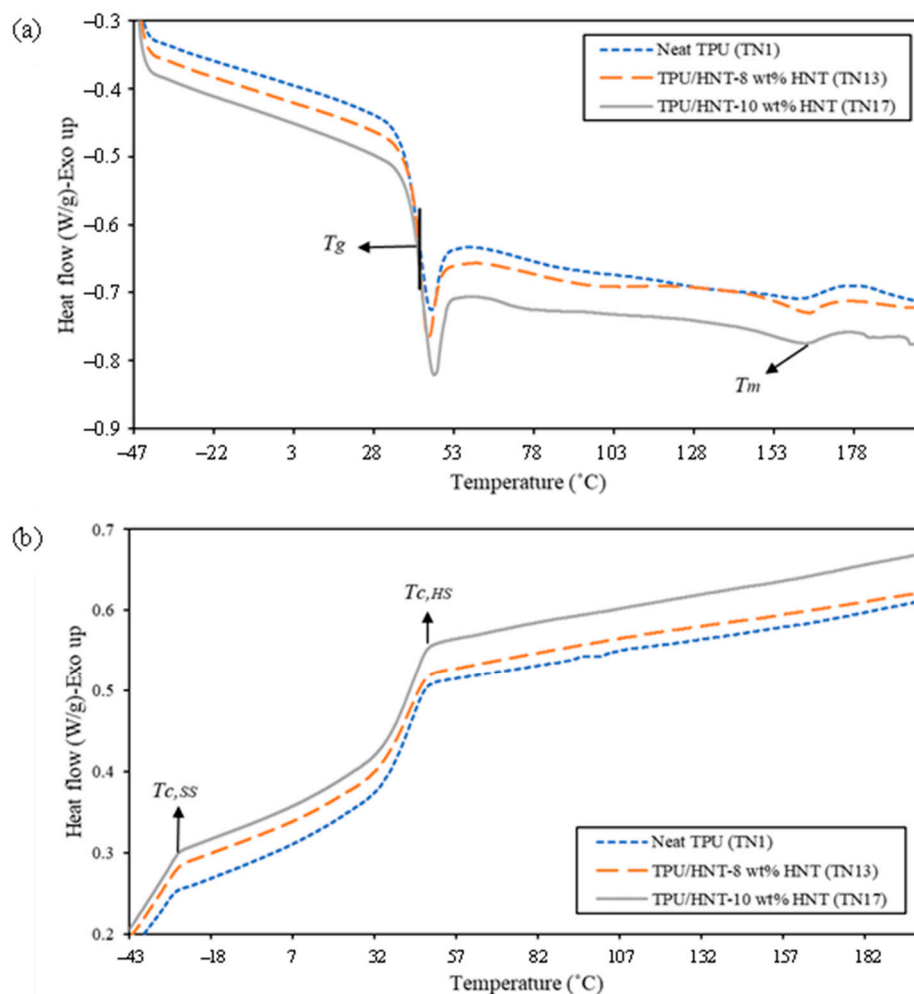 (a)
−0.3
−0.4
−0.5
−0.6
−0.7
−0.8
−0.9
Heat flow (W/g)-Exo up
Neat TPU (TN1)
TPU/HNT-8 wt% HNT (TN13)
TPU/HNT-10 wt% HNT (TN17)
Tg
Tm
−47 −22 3 28 53 78 103 128 153 178
Temperature (˚C)
(b)
0.7
0.6
0.5
0.4
0.3
0.2
Heat flow (W/g)-Exo up
Tc,HS
Tc,SS
Neat TPU (TN1)
TPU/HNT-8 wt% HNT (TN13)
TPU/HNT-10 wt% HNT (TN17)
−43 −18 7 32 57 82 107 132 157 182
Temperature (˚C)